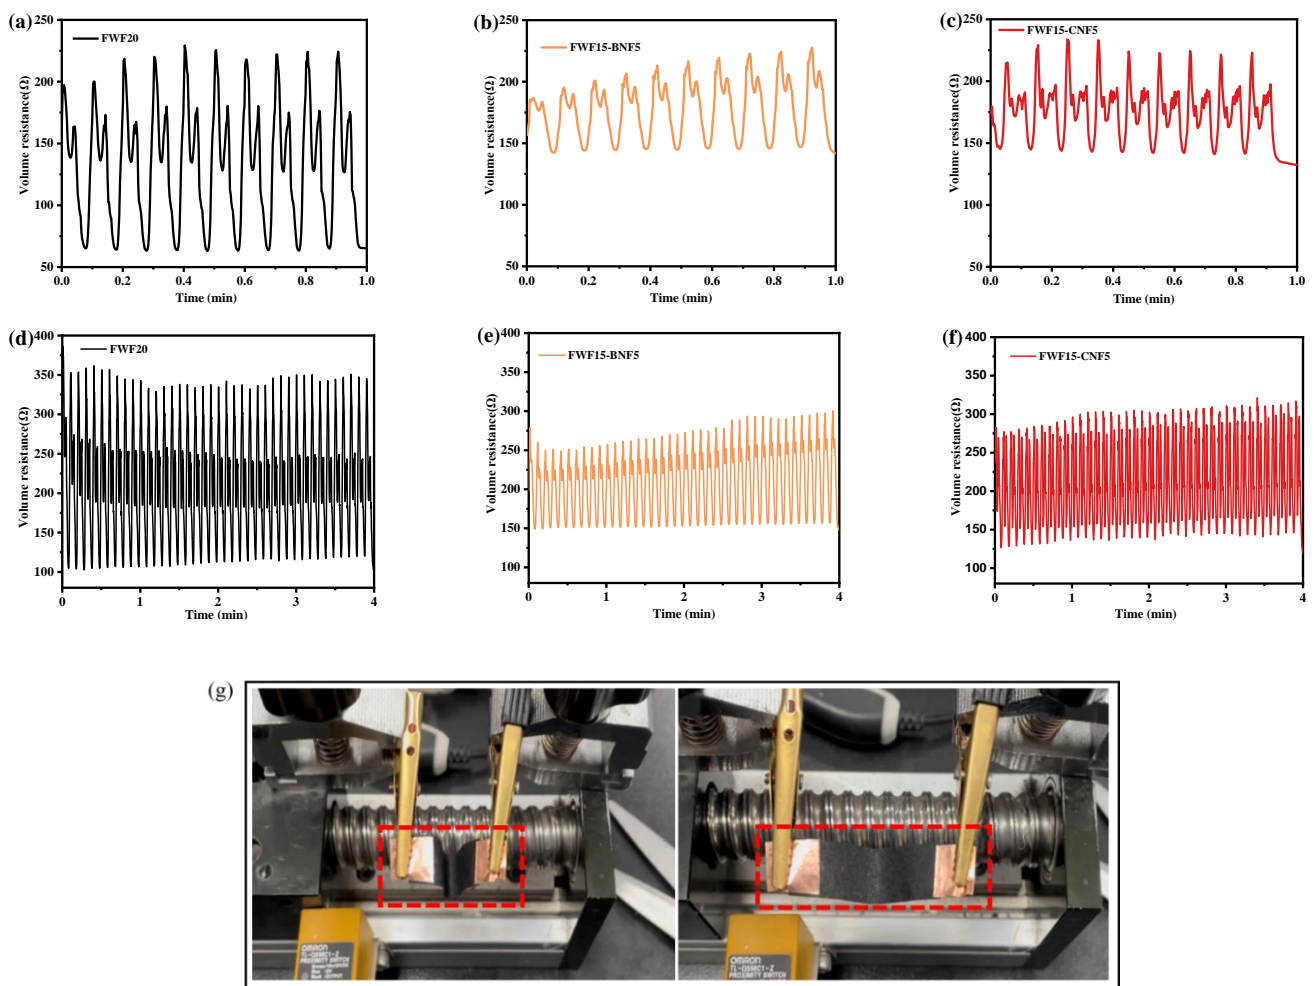 (a)
FWF20
Volume resistance(Ω)
250
200
150
100
50
0.0 0.2 0.4 0.6 0.8 1.0
Time (min)
(b)
FWF15-BNF5
Volume resistance(Ω)
250
200
150
100
50
0.0 0.2 0.4 0.6 0.8 1.0
Time (min)
(c)
FWF15-CNF5
Volume resistance(Ω)
250
200
150
100
50
0.0 0.2 0.4 0.6 0.8 1.0
Time (min)
(d)
FWF20
Volume resistance(Ω)
400
350
300
250
200
150
100
0 1 2 3 4
Time (min)
(e)
FWF15-BNF5
Volume resistance(Ω)
400
350
300
250
200
150
100
0 1 2 3 4
Time (min)
(f)
FWF15-CNF5
Volume resistance(Ω)
400
350
300
250
200
150
100
0 1 2 3 4
Time (min)
(g)
OMRON
TL-Q5MC1-Z
PROXIMITY SWITCH
OMRON
TL-Q5MC1-Z
PROXIMITY SWITCH